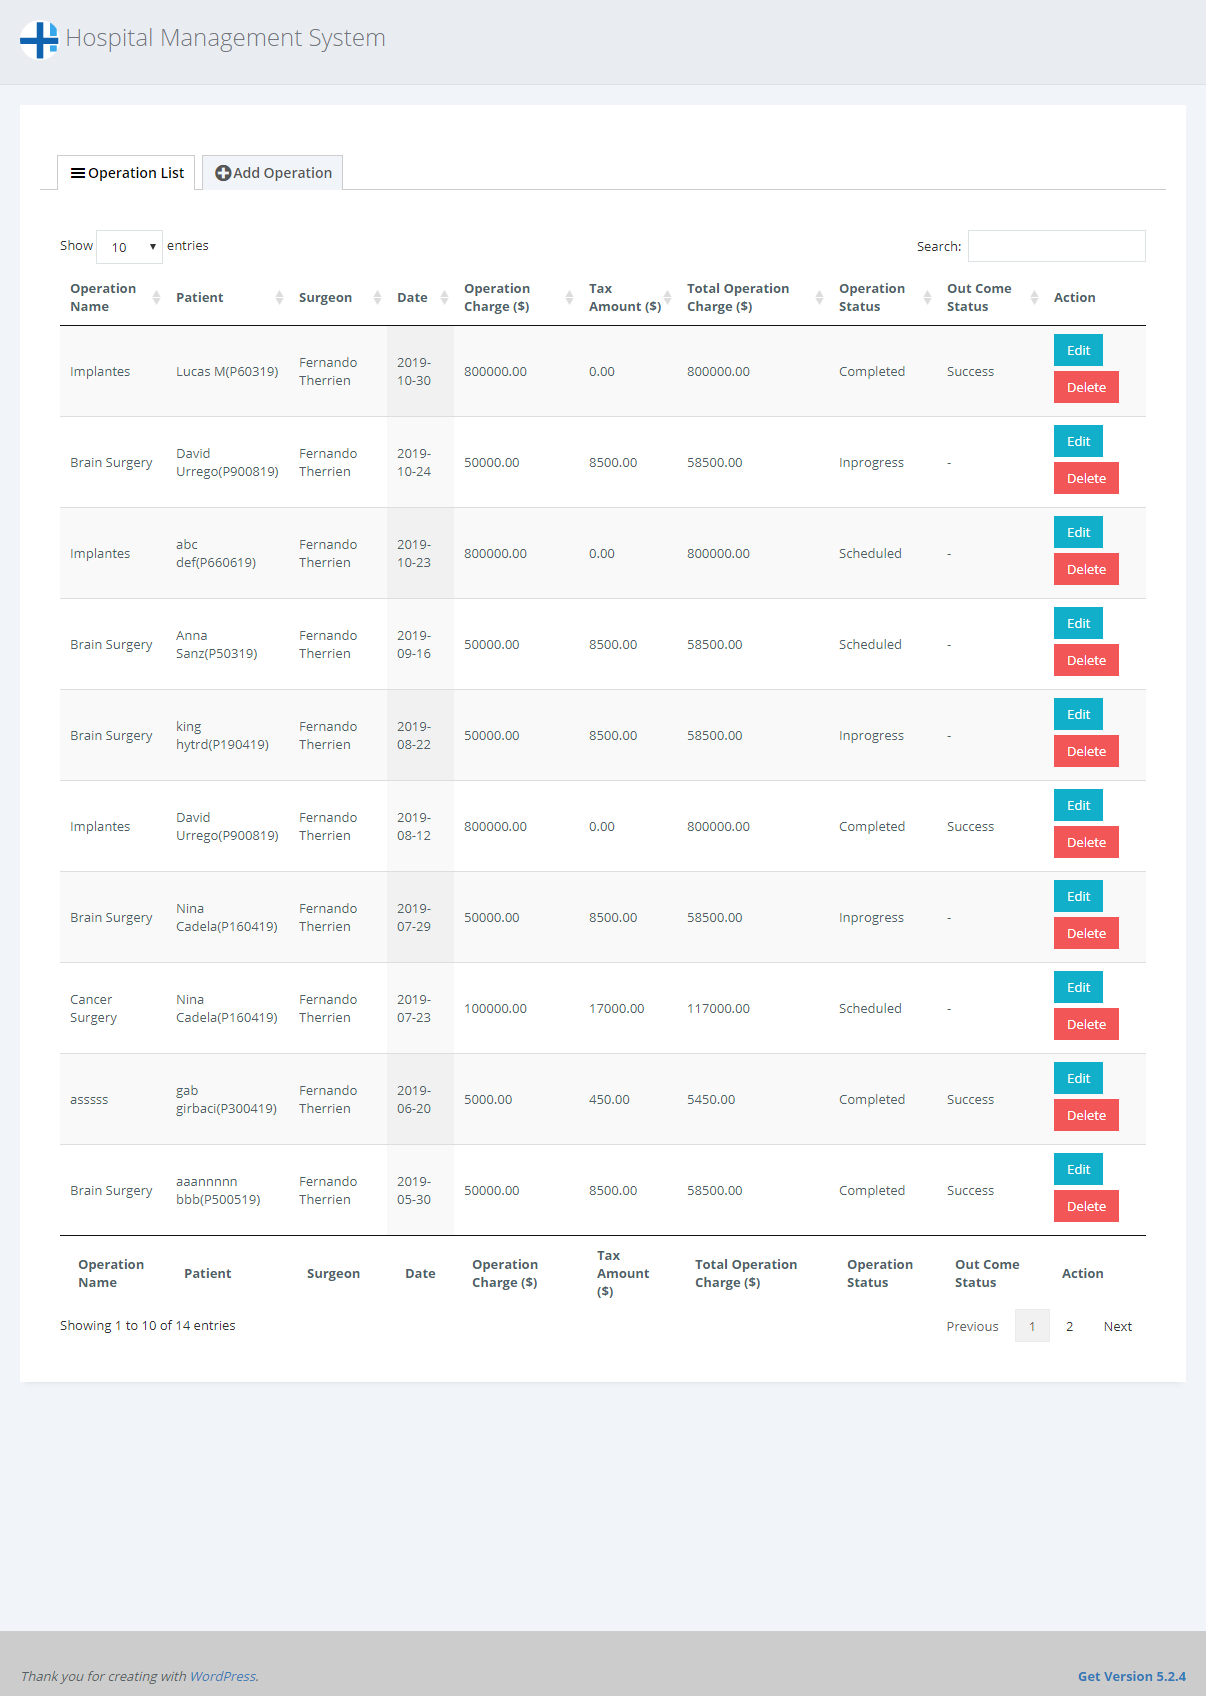 Hospital Management System
Operation List
Add Operation
Show 10 entries
Search:
Operation Name Patient Surgeon Date Operation Charge ($) Tax Amount ($) Total Operation Charge ($) Operation Status Out Come Status Action
Implantes Lucas M(P60319) Fernando Therrien 2019-10-30 800000.00 0.00 800000.00 Completed Success Edit Delete
Brain Surgery David Urrego(P900819) Fernando Therrien 2019-10-24 50000.00 8500.00 58500.00 Inprogress - Edit Delete
Implantes abc def(P660619) Fernando Therrien 2019-10-23 800000.00 0.00 800000.00 Scheduled - Edit Delete
Brain Surgery Anna Sanz(P50319) Fernando Therrien 2019-09-16 50000.00 8500.00 58500.00 Scheduled - Edit Delete
Brain Surgery king hytrd(P190419) Fernando Therrien 2019-08-22 50000.00 8500.00 58500.00 Inprogress - Edit Delete
Implantes David Urrego(P900819) Fernando Therrien 2019-08-12 800000.00 0.00 800000.00 Completed Success Edit Delete
Brain Surgery Nina Cadela(P160419) Fernando Therrien 2019-07-29 50000.00 8500.00 58500.00 Inprogress - Edit Delete
Cancer Surgery Nina Cadela(P160419) Fernando Therrien 2019-07-23 100000.00 17000.00 117000.00 Scheduled - Edit Delete
asssss gab girbaci(P300419) Fernando Therrien 2019-06-20 5000.00 450.00 5450.00 Completed Success Edit Delete
Brain Surgery aaannnnn bbb(P500519) Fernando Therrien 2019-05-30 50000.00 8500.00 58500.00 Completed Success Edit Delete
Operation Name Patient Surgeon Date Operation Charge ($) Tax Amount ($) Total Operation Charge ($) Operation Status Out Come Status Action
Showing 1 to 10 of 14 entries
Previous 1 2 Next
Thank you for creating with WordPress.
Get Version 5.2.4